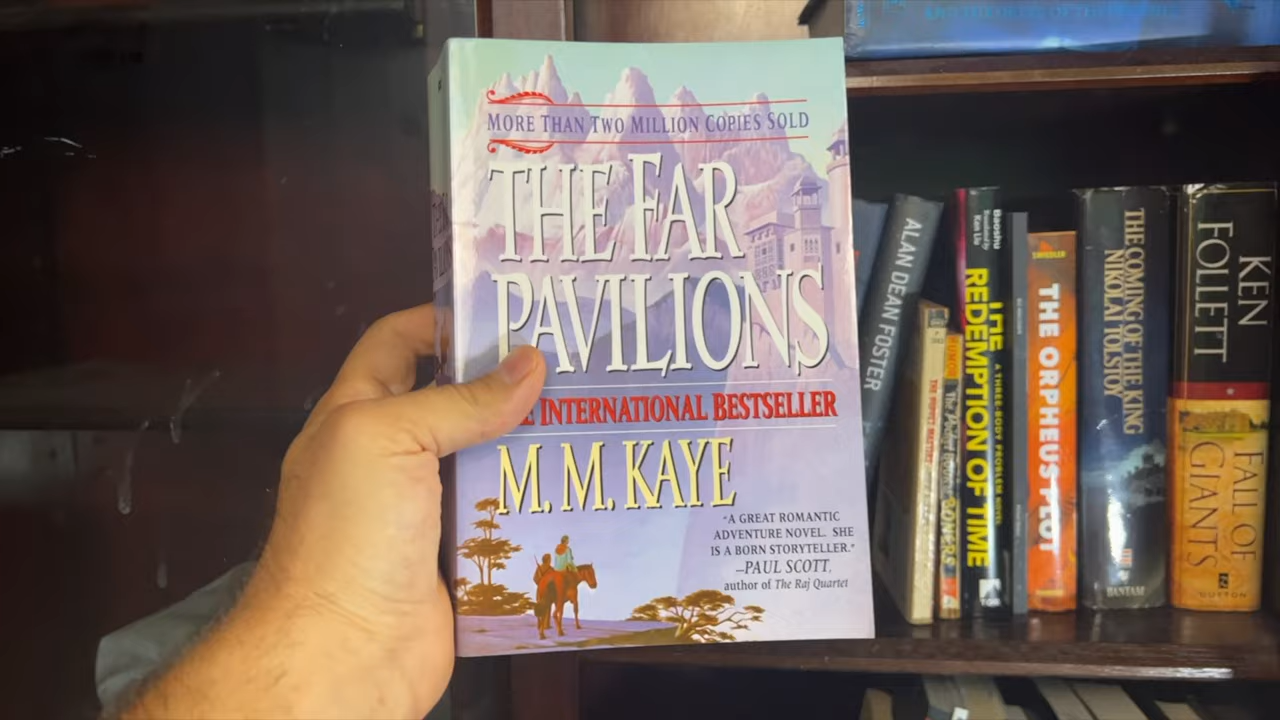 MORE THAN TWO MILLION COPIES SOLD
THE FAR
PAVILIONS
INTERNATIONAL BESTSELLER
M. M. KAYE
"A GREAT ROMANTIC
ADVENTURE NOVEL. SHE
IS A BORN STORYTELLER."
—PAUL SCOTT,
author of The Raj Quartet
ALAN DEAN FOSTER
Baoshu
Translated by
Ken Liu
THE
REDEMPTION OF TIME
A THREE-BODY PROBLEM NOVEL
TOR
THE ORPHEUS PLOT
THE COMING OF THE KING
NIKOLAI TOLSTOY
BANTAM
KEN
FOLLETT
FALL OF
GIANTS
DUTTON